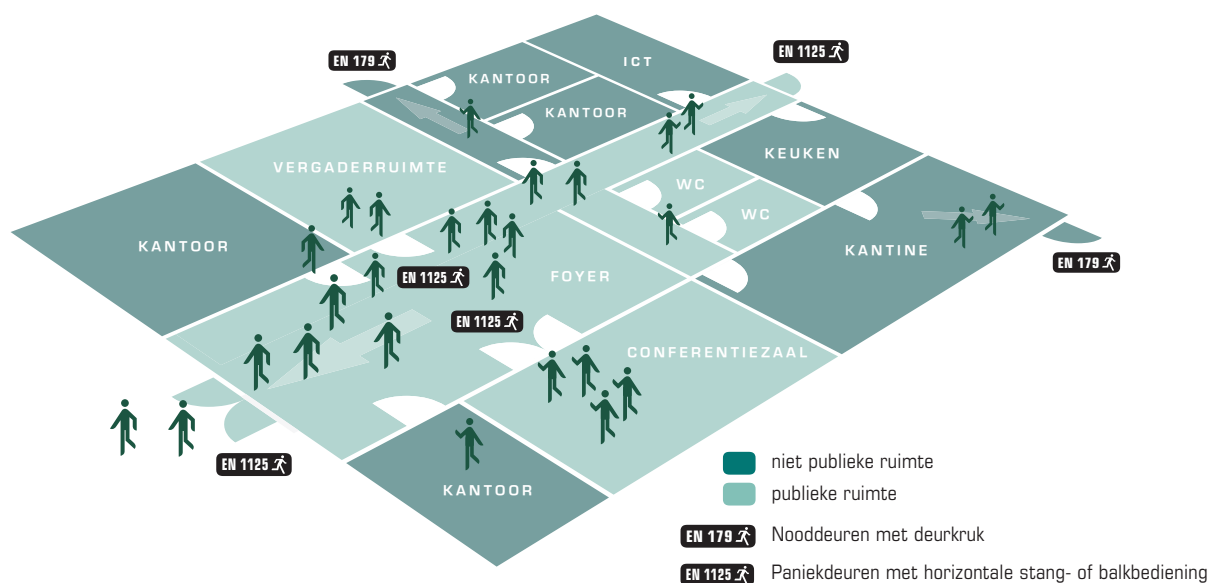 EN 1125
EN 179
ICT
KANTOOR
KANTOOR
KEUKEN
VERGADERRUIMTE
WC
WC
KANTOOR
KANTINE
EN 179
EN 1125
FOYER
EN 1125
CONFERENTIEZAAL
EN 1125
KANTOOR
niet publieke ruimte
publieke ruimte
EN 179 Nooddeuren met deurkruk
EN 1125 Paniekdeuren met horizontale stang- of balkbediening